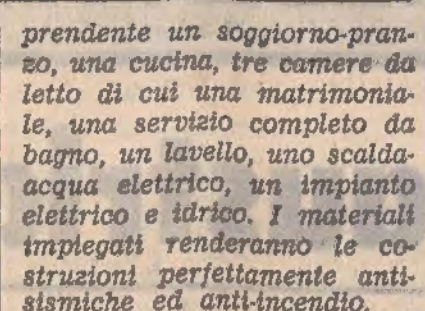 prendente un soggiorno-pran-
zo, una cucina, tre camere da
letto di cui una matrimonia-
le, una servizio completo da
bagno, un lavello, uno scalda-
acqua elettrico, un impianto
elettrico e idrico. I materiali
impiegati renderanno le co-
struzioni perfettamente anti-
sismiche ed anti-incendio.